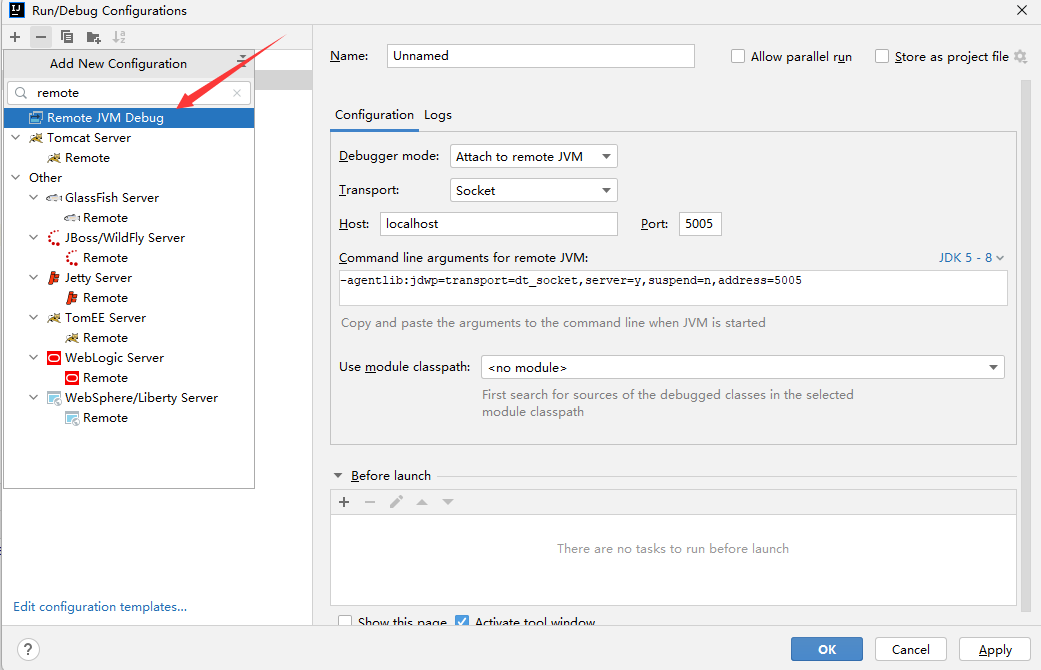 Run/Debug Configurations
Add New Configuration
remote
Remote JVM Debug
Tomcat Server
Remote
Other
GlassFish Server
Remote
JBoss/WildFly Server
Remote
Jetty Server
Remote
TomEE Server
Remote
WebLogic Server
Remote
WebSphere/Liberty Server
Remote
Edit configuration templates...
Name: Unnamed Allow parallel run Store as project file
Configuration Logs
Debugger mode: Attach to remote JVM
Transport: Socket
Host: localhost Port: 5005
Command line arguments for remote JVM: JDK 5 - 8
-agentlib:jdwp=transport=dt_socket,server=y,suspend=n,address=5005
Copy and paste the arguments to the command line when JVM is started
Use module classpath: <no module>
First search for sources of the debugged classes in the selected
module classpath
Before launch
There are no tasks to run before launch
Show this page Activate tool window
? OK Cancel Apply